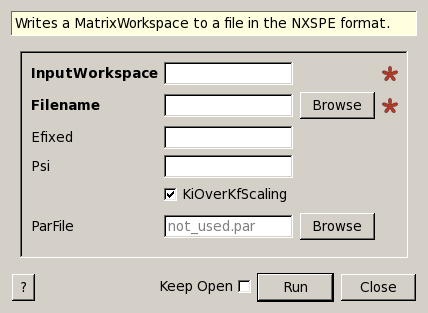 Writes a MatrixWorkspace to a file in the NXSPE format.
InputWorkspace
Filename Browse
Efixed
Psi
KiOverKfScaling
ParFile not_used.par Browse
? Keep Open Run Close